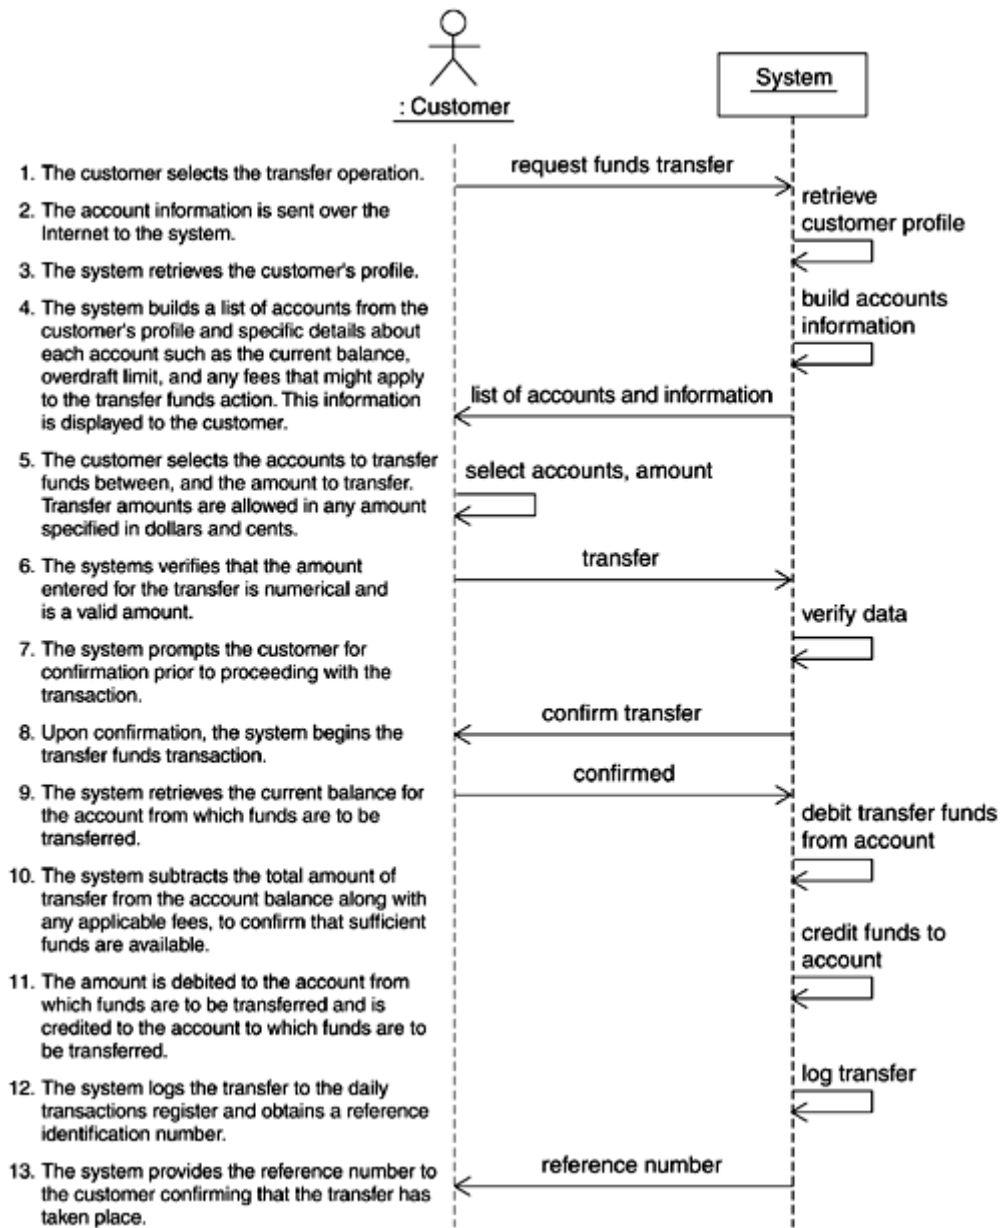 : Customer
System
1. The customer selects the transfer operation.
2. The account information is sent over the
Internet to the system.
3. The system retrieves the customer's profile.
4. The system builds a list of accounts from the
customer's profile and specific details about
each account such as the current balance,
overdraft limit, and any fees that might apply
to the transfer funds action. This information
is displayed to the customer.
5. The customer selects the accounts to transfer
funds between, and the amount to transfer.
Transfer amounts are allowed in any amount
specified in dollars and cents.
6. The systems verifies that the amount
entered for the transfer is numerical and
is a valid amount.
7. The system prompts the customer for
confirmation prior to proceeding with the
transaction.
8. Upon confirmation, the system begins the
transfer funds transaction.
9. The system retrieves the current balance for
the account from which funds are to be
transferred.
10. The system subtracts the total amount of
transfer from the account balance along with
any applicable fees, to confirm that sufficient
funds are available.
11. The amount is debited to the account from
which funds are to be transferred and is
credited to the account to which funds are to
be transferred.
12. The system logs the transfer to the daily
transactions register and obtains a reference
identification number.
13. The system provides the reference number to
the customer confirming that the transfer has
taken place.
request funds transfer
retrieve
customer profile
build accounts
information
list of accounts and information
select accounts, amount
transfer
verify data
confirm transfer
confirmed
debit transfer funds
from account
credit funds to
account
log transfer
reference number